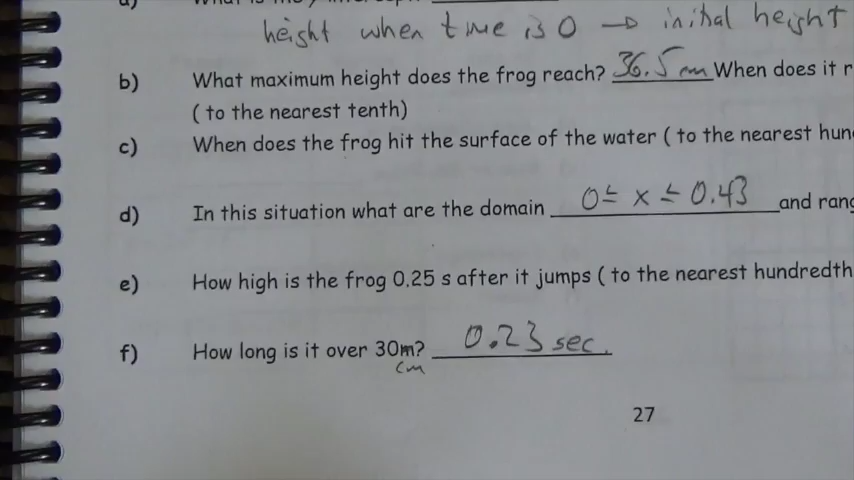 height when time is 0 → initial height
b) What maximum height does the frog reach? 36.5 cm When does it
( to the nearest tenth)
c) When does the frog hit the surface of the water ( to the nearest
d) In this situation what are the domain 0 ≤ x ≤ 0.43 and
e) How high is the frog 0.25 s after it jumps ( to the nearest hundredth
f) How long is it over 30m? 0.23 sec.
cm
27